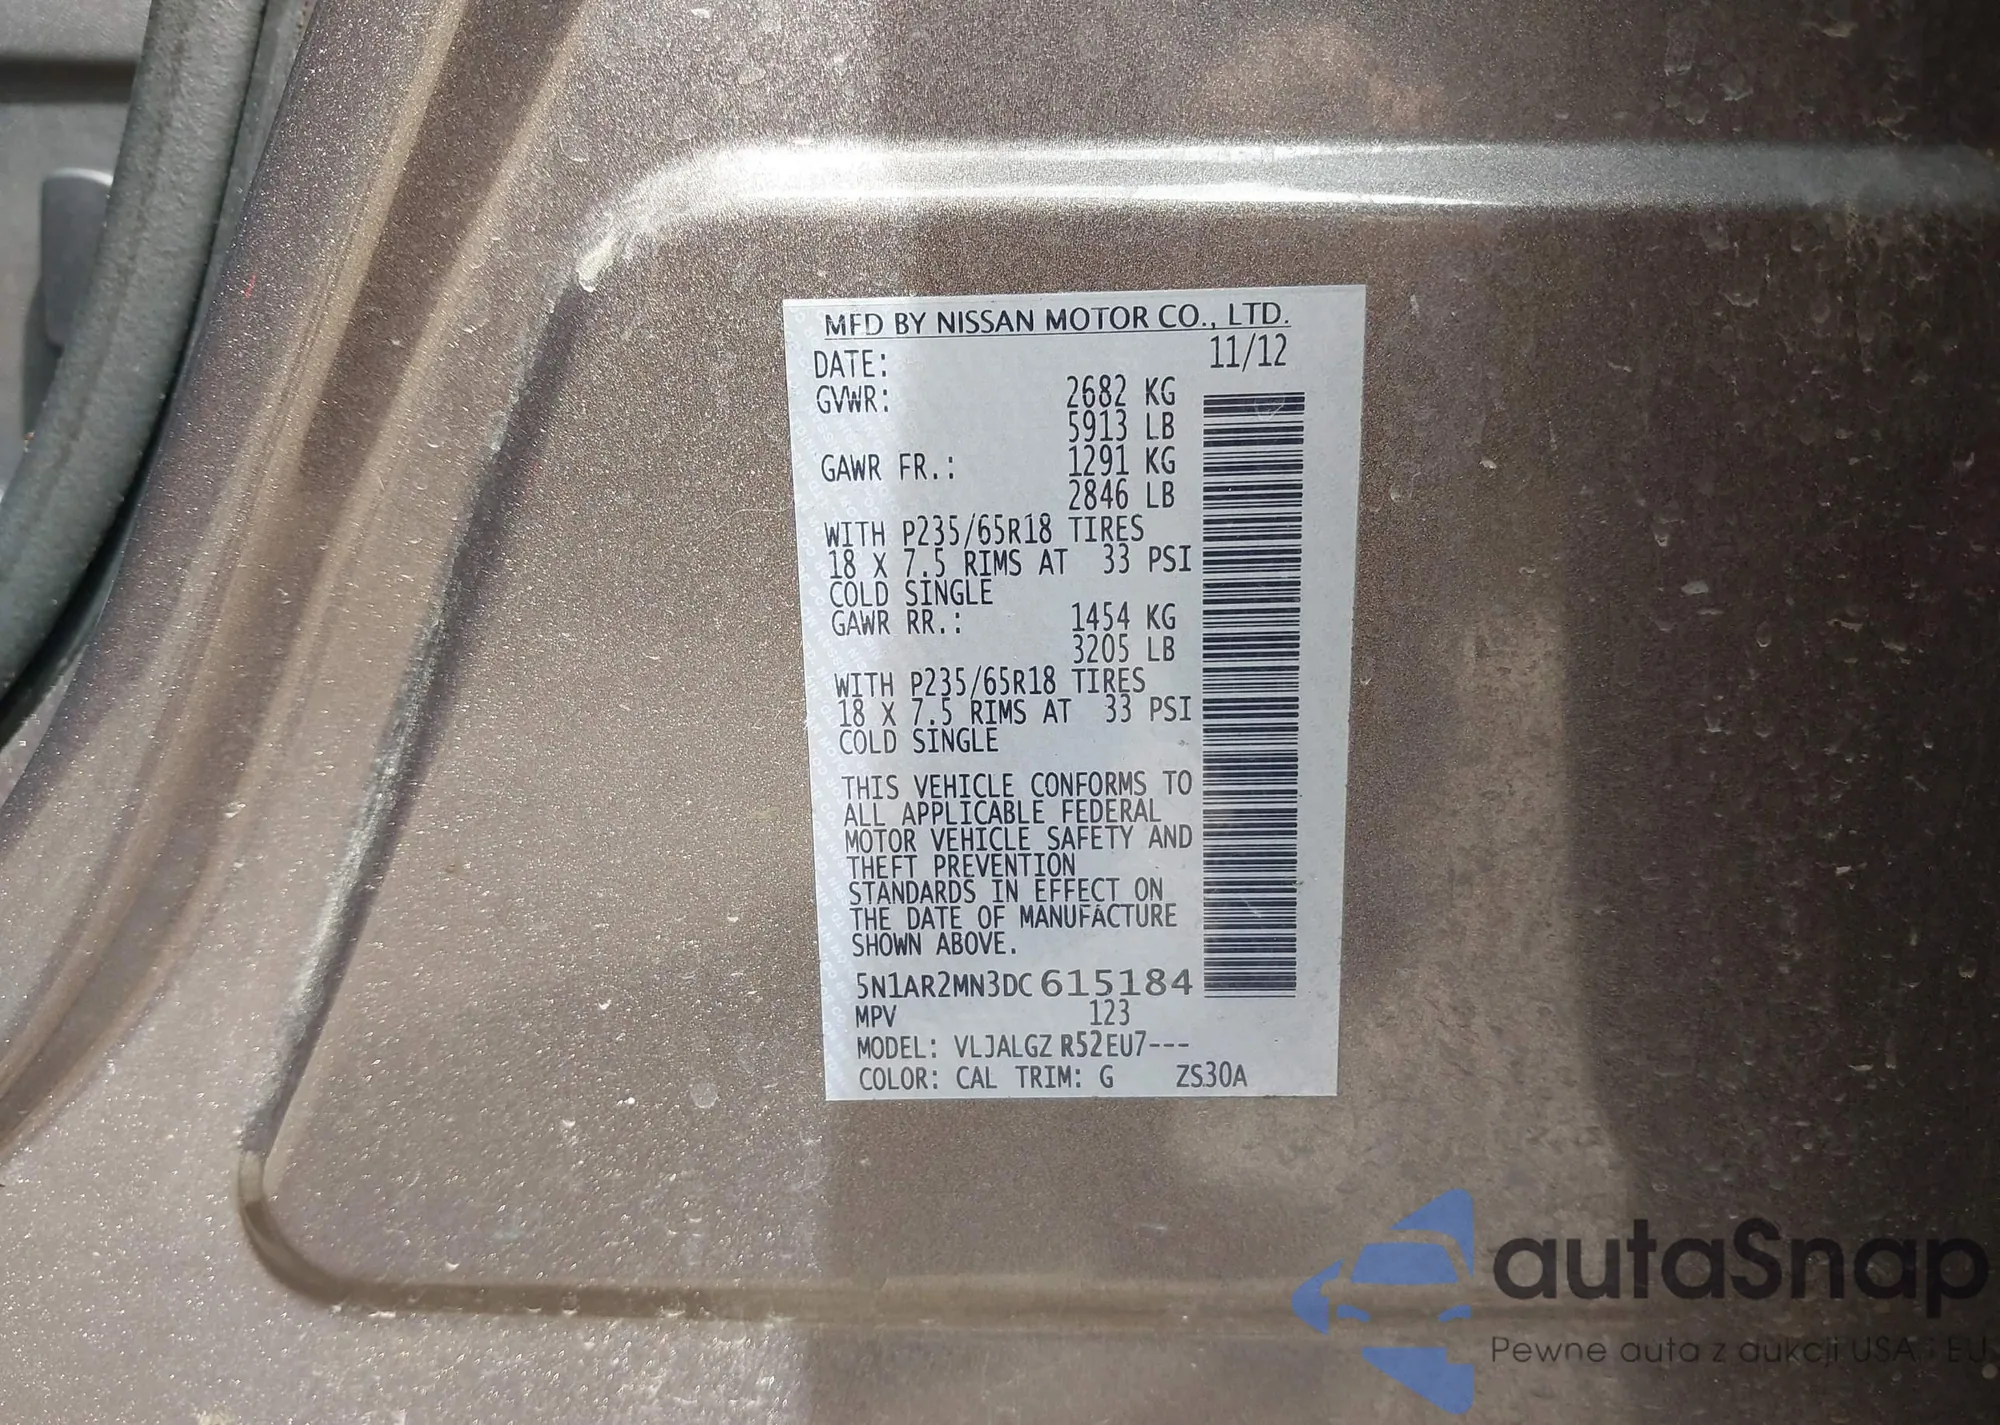 MFD BY NISSAN MOTOR CO., LTD.
DATE: 11/12
GVWR: 2682 KG
5913 LB
GAWR FR.: 1291 KG
2846 LB
WITH P235/65R18 TIRES
18 X 7.5 RIMS AT 33 PSI
COLD SINGLE
GAWR RR.: 1454 KG
3205 LB
WITH P235/65R18 TIRES
18 X 7.5 RIMS AT 33 PSI
COLD SINGLE
THIS VEHICLE CONFORMS TO
ALL APPLICABLE FEDERAL
MOTOR VEHICLE SAFETY AND
THEFT PREVENTION
STANDARDS IN EFFECT ON
THE DATE OF MANUFACTURE
SHOWN ABOVE.
5N1AR2MN3DC615184
MPV 123
MODEL: VLJALGZ R52EU7---
COLOR: CAL TRIM: G ZS30A
autaSnap
Pewne auta z aukcji USA i EU